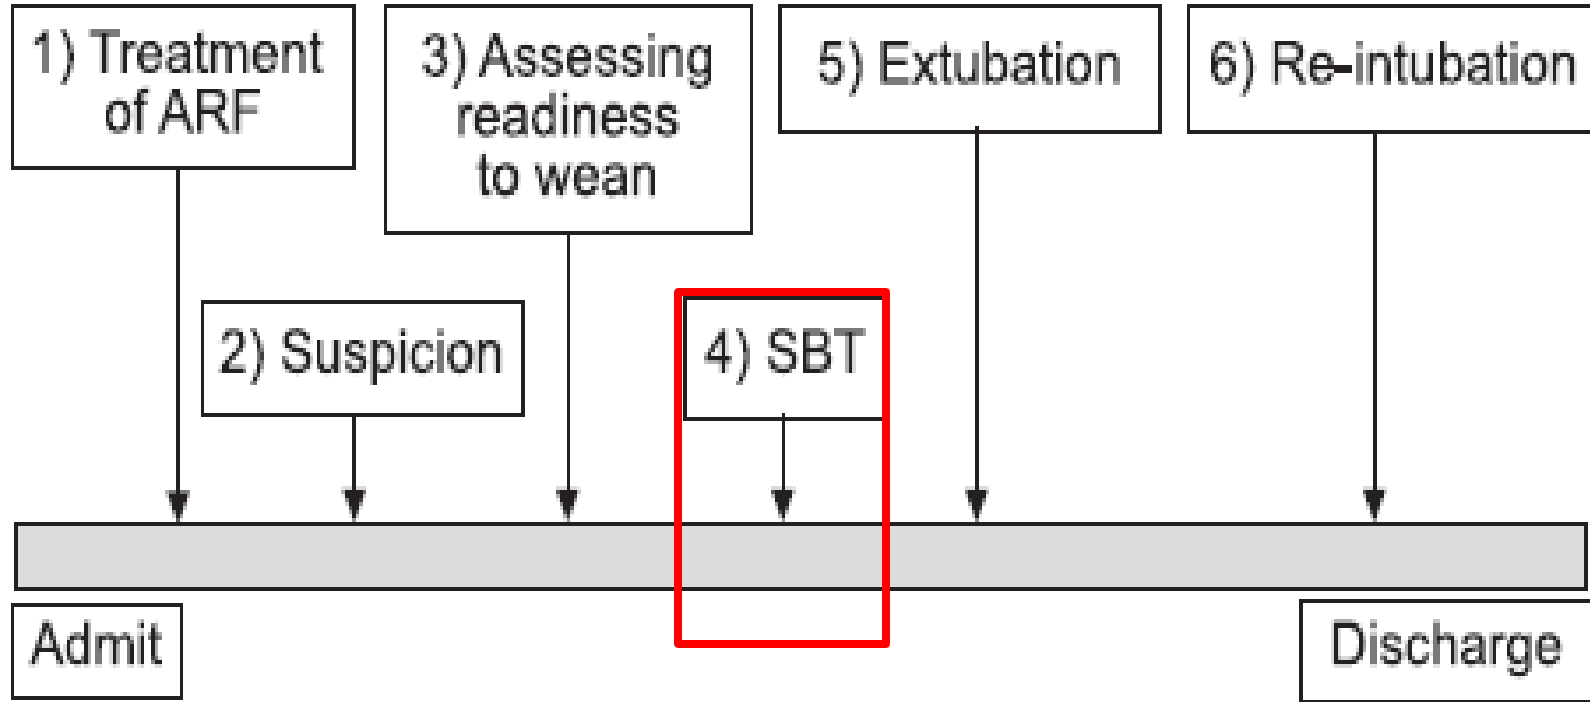 1) Treatment
of ARF
2) Suspicion
3) Assessing
readiness
to wean
4) SBT
5) Extubation
6) Re-intubation
Admit
Discharge